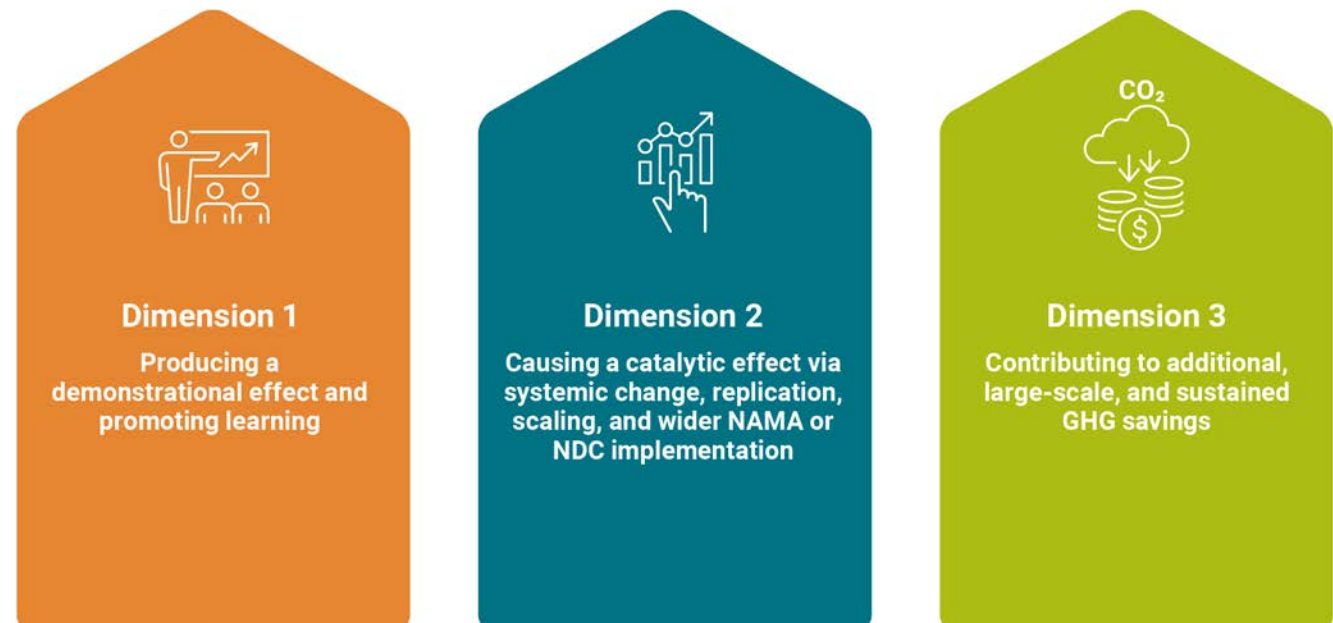 Dimension 1
Producing a
demonstrational effect and
promoting learning
Dimension 2
Causing a catalytic effect via
systemic change, replication,
scaling, and wider NAMA or
NDC implementation
CO₂
$
Dimension 3
Contributing to additional,
large-scale, and sustained
GHG savings